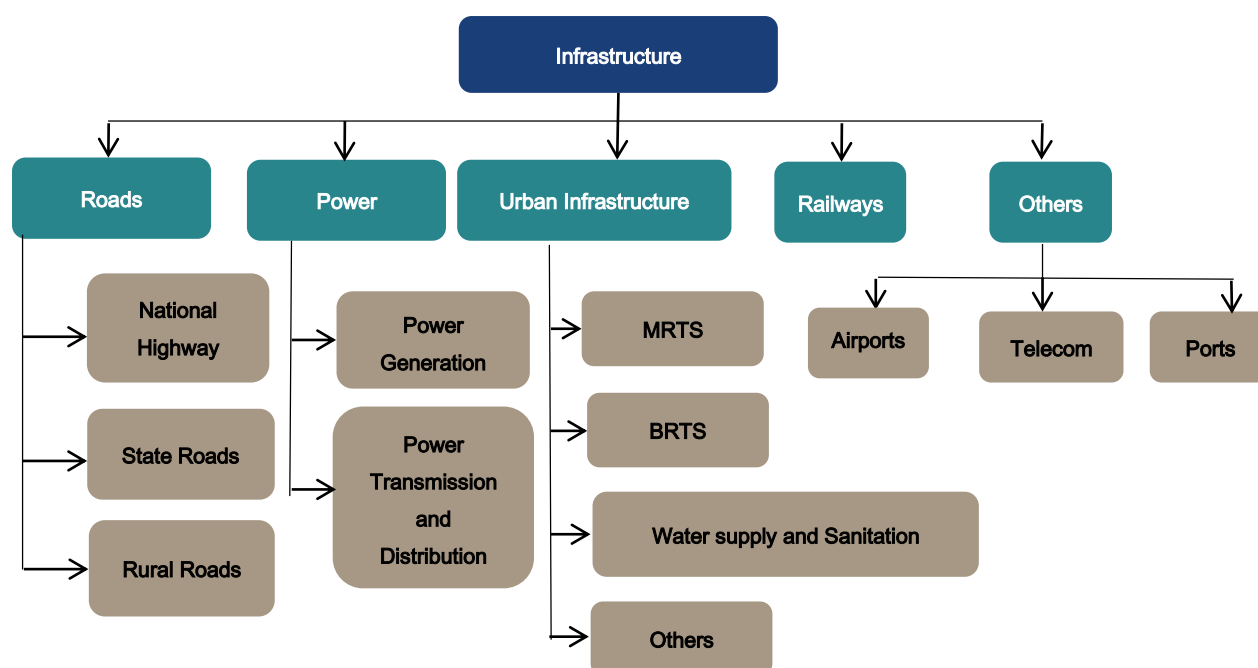 Infrastructure
Roads
Power
Urban Infrastructure
Railways
Others
National
Highway
State Roads
Rural Roads
Power
Generation
Power
Transmission
and
Distribution
MRTS
BRTS
Water supply and Sanitation
Others
Airports
Telecom
Ports